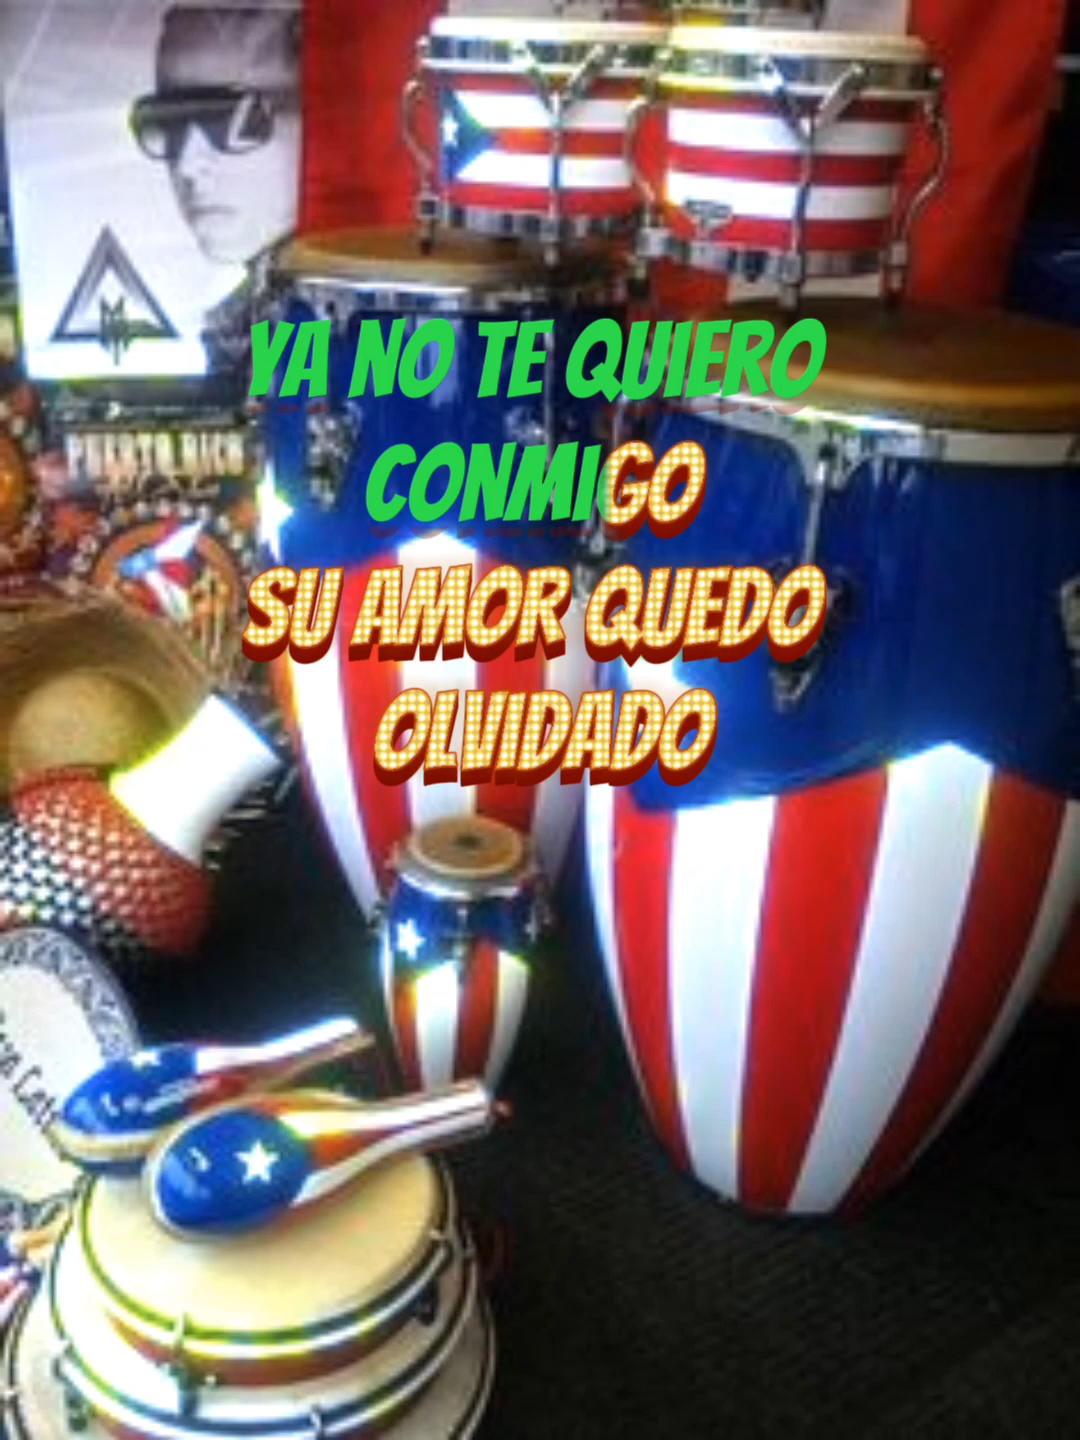 YA NO TE QUIERO
CONMIGO
SU AMOR QUEDO
OLVIDADO
PUERTO RICO